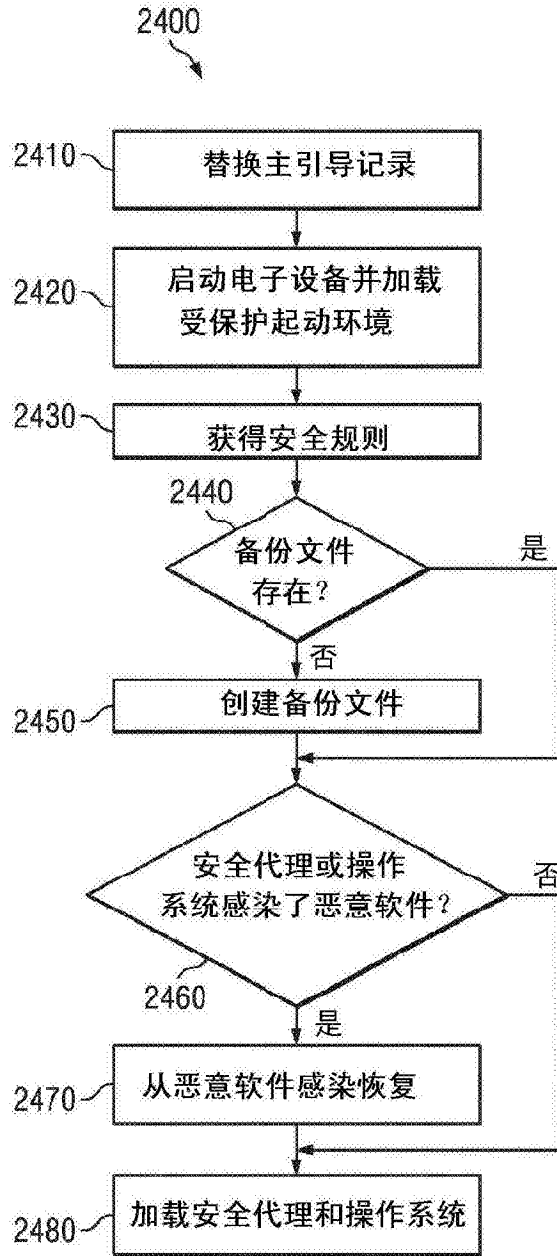 2400
2410
替换主引导记录
2420
启动电子设备并加载
受保护起动环境
2430
获得安全规则
2440
备份文件
存在?
是
否
2450
创建备份文件
安全代理或操作
系统感染了恶意软件?
否
2460
是
2470
从恶意软件感染恢复
2480
加载安全代理和操作系统